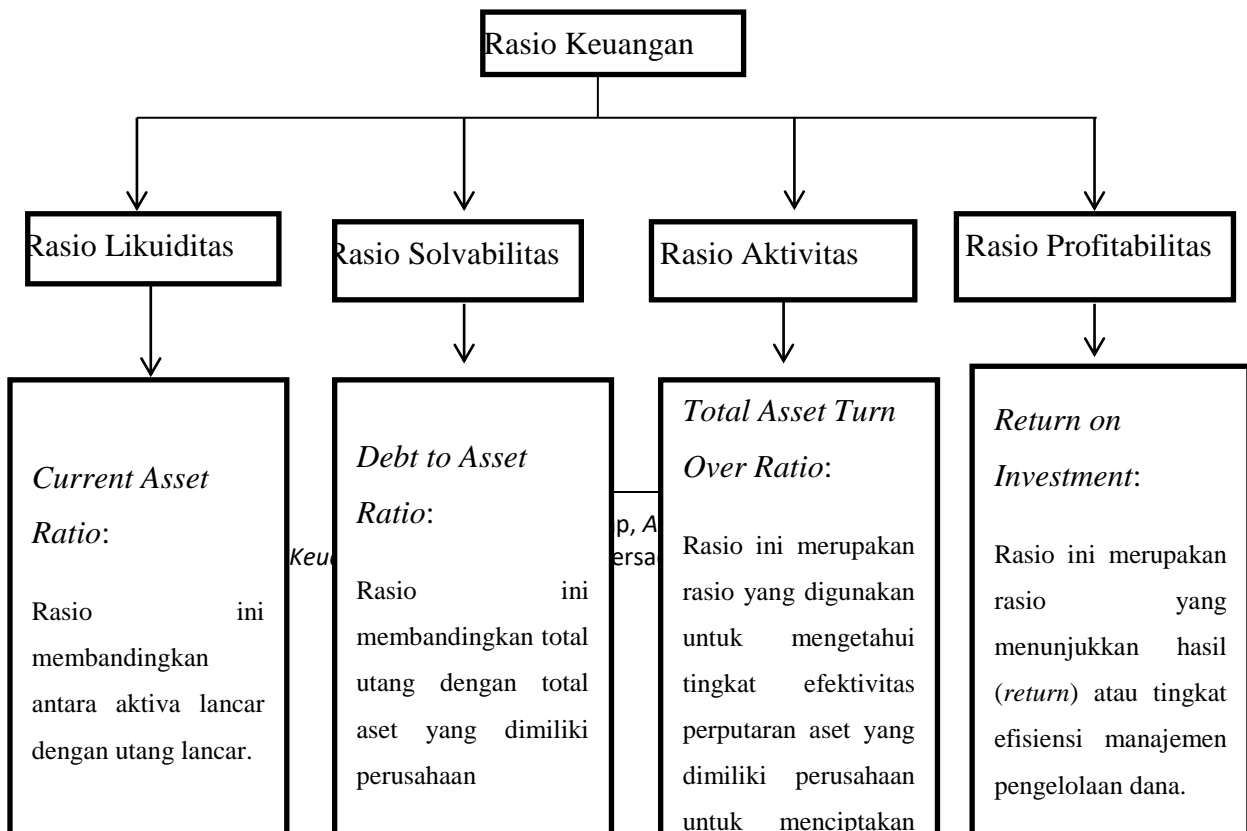 Rasio Keuangan
Rasio Likuiditas
Rasio Solvabilitas
Rasio Aktivitas
Rasio Profitabilitas
Current Asset
Ratio:
Rasio ini
membandingkan
antara aktiva lancar
dengan utang lancar.
Debt to Asset
Ratio:
Rasio ini
membandingkan total
utang dengan total
aset yang dimiliki
perusahaan
Total Asset Turn
Over Ratio:
Rasio ini merupakan
rasio yang digunakan
untuk mengetahui
tingkat efektivitas
perputaran aset yang
dimiliki perusahaan
untuk menciptakan
Return on
Investment:
Rasio ini merupakan
rasio yang
menunjukkan hasil
(return) atau tingkat
efisiensi manajemen
pengelolaan dana.